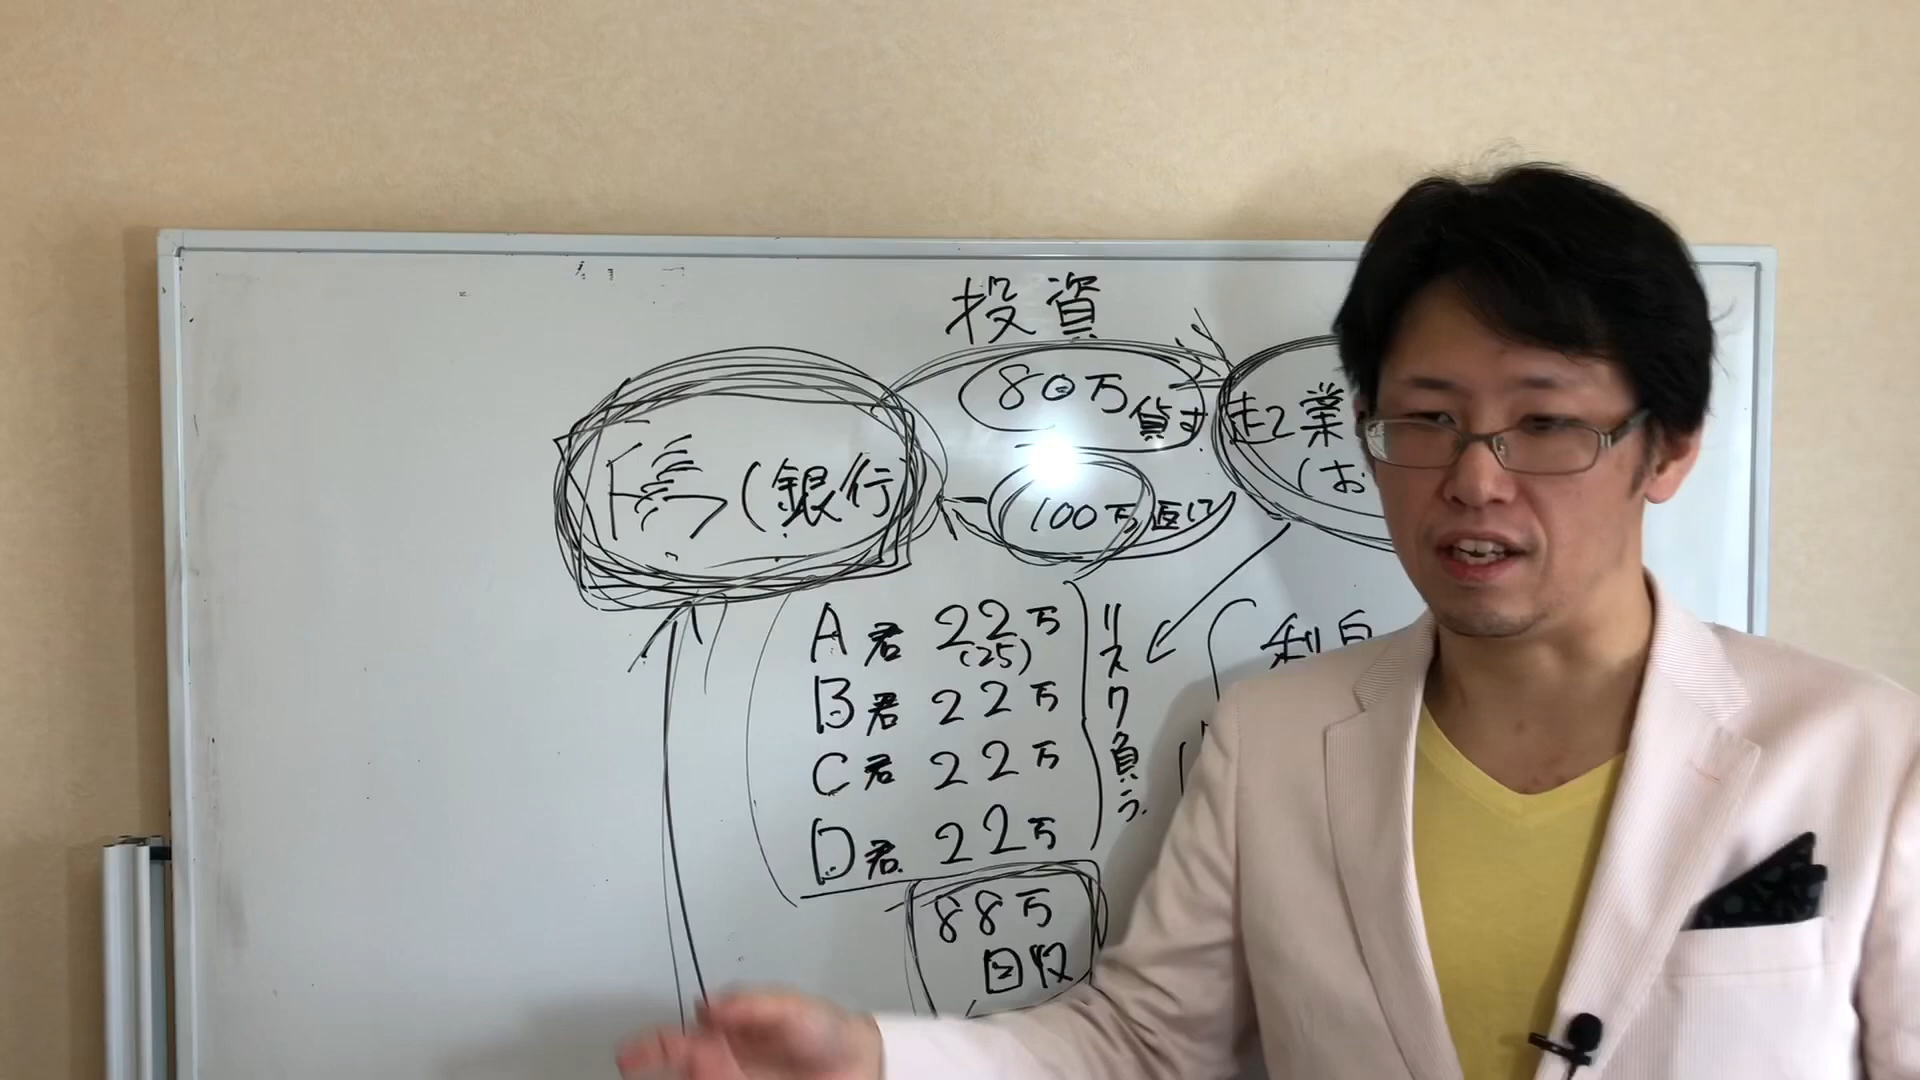 投資
80万貸す
(銀行
起業
(お
100万返す
A君 22万
(25)
B君 22万
C君 22万
D君 22万
リスク負う
88万
回収